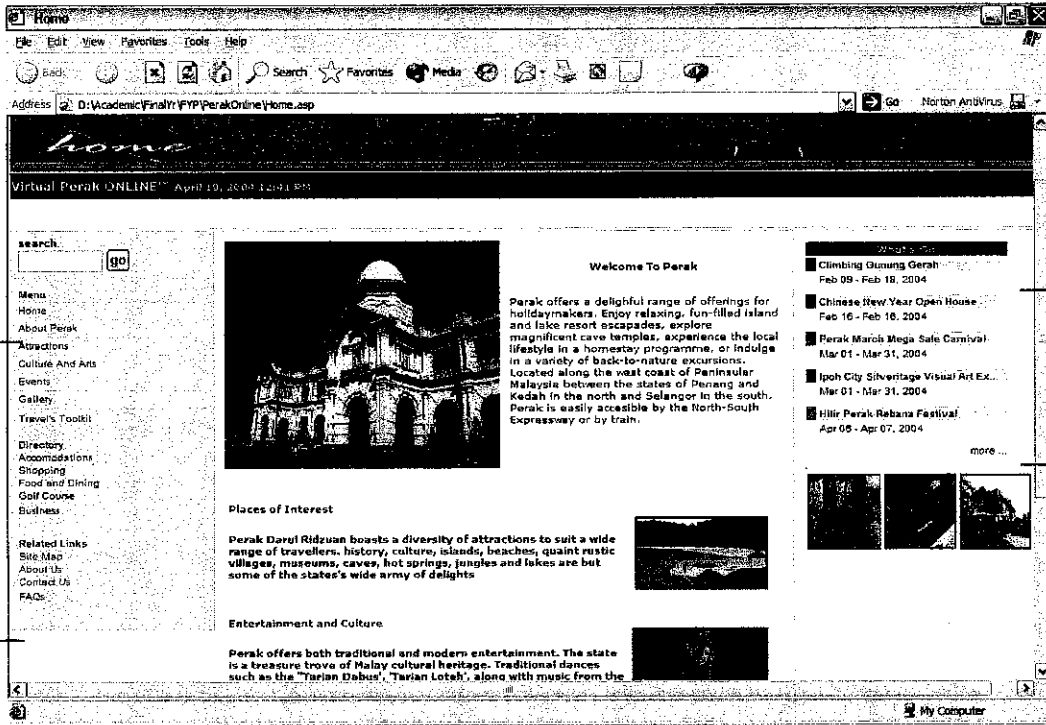 Home
File Edit View Favorites Tools Help
Back Search Favorites Media
Address D:\Academic\FinalYr\FYP\PerakOnline\Home.asp Go Norton AntiVirus
home
Virtual Perak ONLINE™ April 19, 2004 12:41 PM
search
go
Menu
Home
About Perak
Attractions
Culture And Arts
Events
Gallery
Travel's Toolkit
Directory
Accomodations
Shopping
Food and Dining
Golf Course
Business
Related Links
Site Map
About Us
Contact Us
FAQs
Welcome To Perak
Perak offers a delighful range of offerings for
holidaymakers. Enjoy relaxing, fun-filled island
and lake resort escapades, explore
magnificent cave temples, experience the local
lifestyle in a homestay programme, or indulge
in a variety of back-to-nature excursions.
Located along the west coast of Peninsular
Malaysia between the states of Penang and
Kedah in the north and Selangor in the south,
Perak is easily accesible by the North-South
Expressway or by train.
Places of Interest
Perak Darul Ridzuan boasts a diversity of attractions to suit a wide
range of travellers. history, culture, islands, beaches, quaint rustic
villages, museums, caves, hot springs, jungles and lakes are but
some of the states's wide army of delights
Entertainment and Culture
Perak offers both traditional and modern entertainment. The state
is a treasure trove of Malay cultural heritage. Traditional dances
such as the "Tarian Dabus', 'Tarian Loteh', along with music from the
What's On
Climbing Gunung Gerah
Feb 09 - Feb 18, 2004
Chinese New Year Open House
Feb 16 - Feb 16, 2004
Perak March Mega Sale Carnival
Mar 01 - Mar 31, 2004
Ipoh City Silveritage Visual Art Ex...
Mar 01 - Mar 31, 2004
Hilir Perak Rebana Festival
Apr 06 - Apr 07, 2004
more ...
My Computer